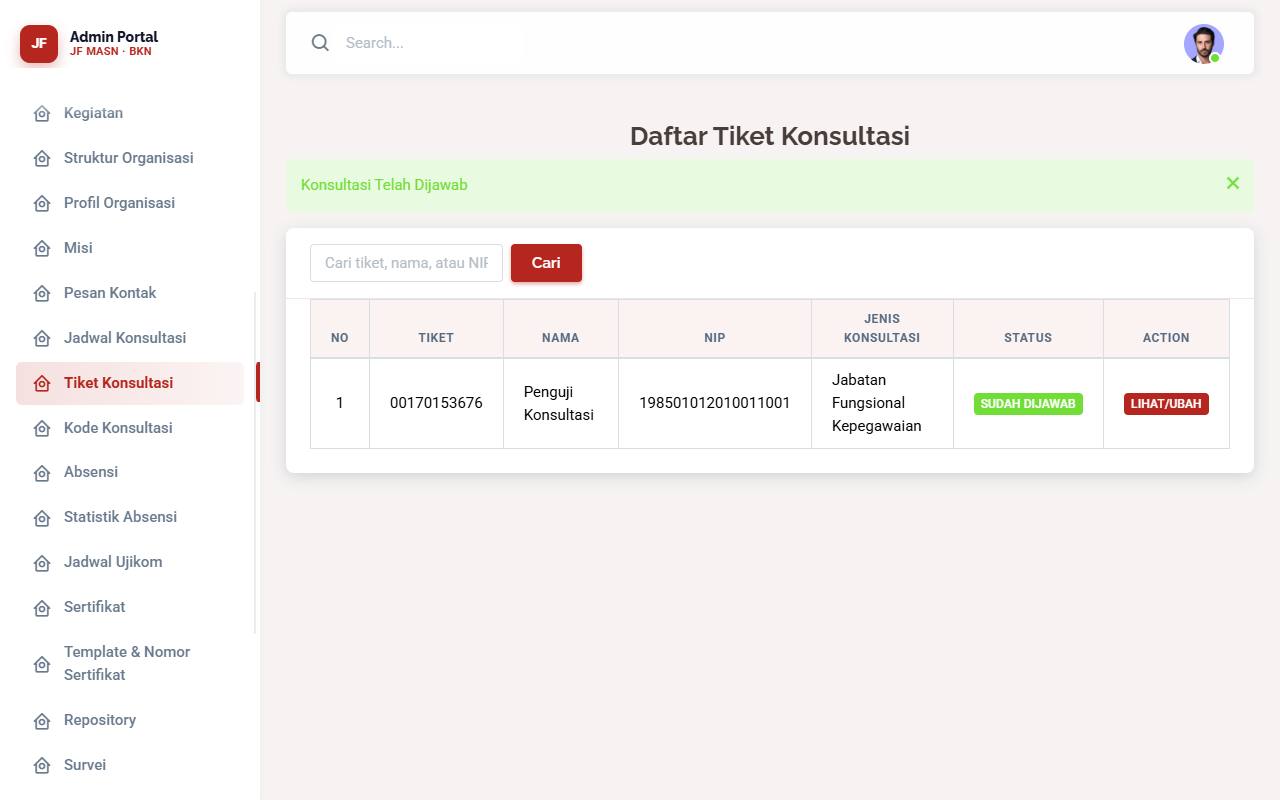 JF
Admin Portal
JF MASN · BKN
Search...
Kegiatan
Struktur Organisasi
Profil Organisasi
Misi
Pesan Kontak
Jadwal Konsultasi
Tiket Konsultasi
Kode Konsultasi
Absensi
Statistik Absensi
Jadwal Ujikom
Sertifikat
Template & Nomor
Sertifikat
Repository
Survei
Daftar Tiket Konsultasi
Konsultasi Telah Dijawab
×
Cari tiket, nama, atau NIP
Cari
NO TIKET NAMA NIP JENIS KONSULTASI STATUS ACTION
1 00170153676 Penguji Konsultasi 198501012010011001 Jabatan Fungsional Kepegawaian SUDAH DIJAWAB LIHAT/UBAH